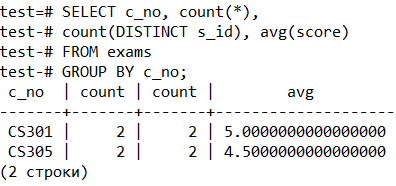 test=# SELECT c_no, count(*),
test-# count(DISTINCT s_id), avg(score)
test-# FROM exams
test-# GROUP BY c_no;
 c_no  | count | count |        avg
-------+-------+-------+--------------------
 CS301 |     2 |     2 | 5.0000000000000000
 CS305 |     2 |     2 | 4.5000000000000000
(2 строки)